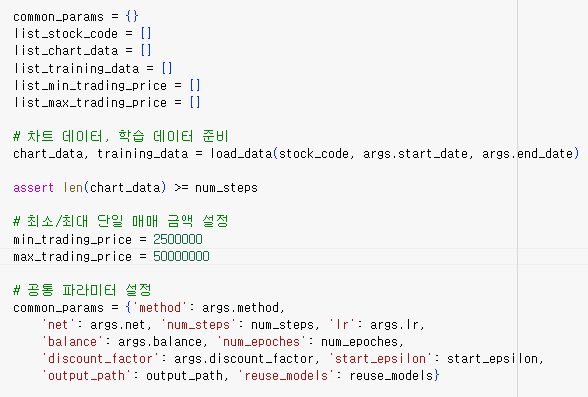 common_params = {}
list_stock_code = []
list_chart_data = []
list_training_data = []
list_min_trading_price = []
list_max_trading_price = []
# 차트 데이터, 학습 데이터 준비
chart_data, training_data = load_data(stock_code, args.start_date, args.end_date)
assert len(chart_data) >= num_steps
# 최소/최대 단일 매매 금액 설정
min_trading_price = 2500000
max_trading_price = 50000000
# 공통 파라미터 설정
common_params = {'method': args.method,
'net': args.net, 'num_steps': num_steps, 'lr': args.lr,
'balance': args.balance, 'num_epoches': num_epoches,
'discount_factor': args.discount_factor, 'start_epsilon': start_epsilon,
'output_path': output_path, 'reuse_models': reuse_models}